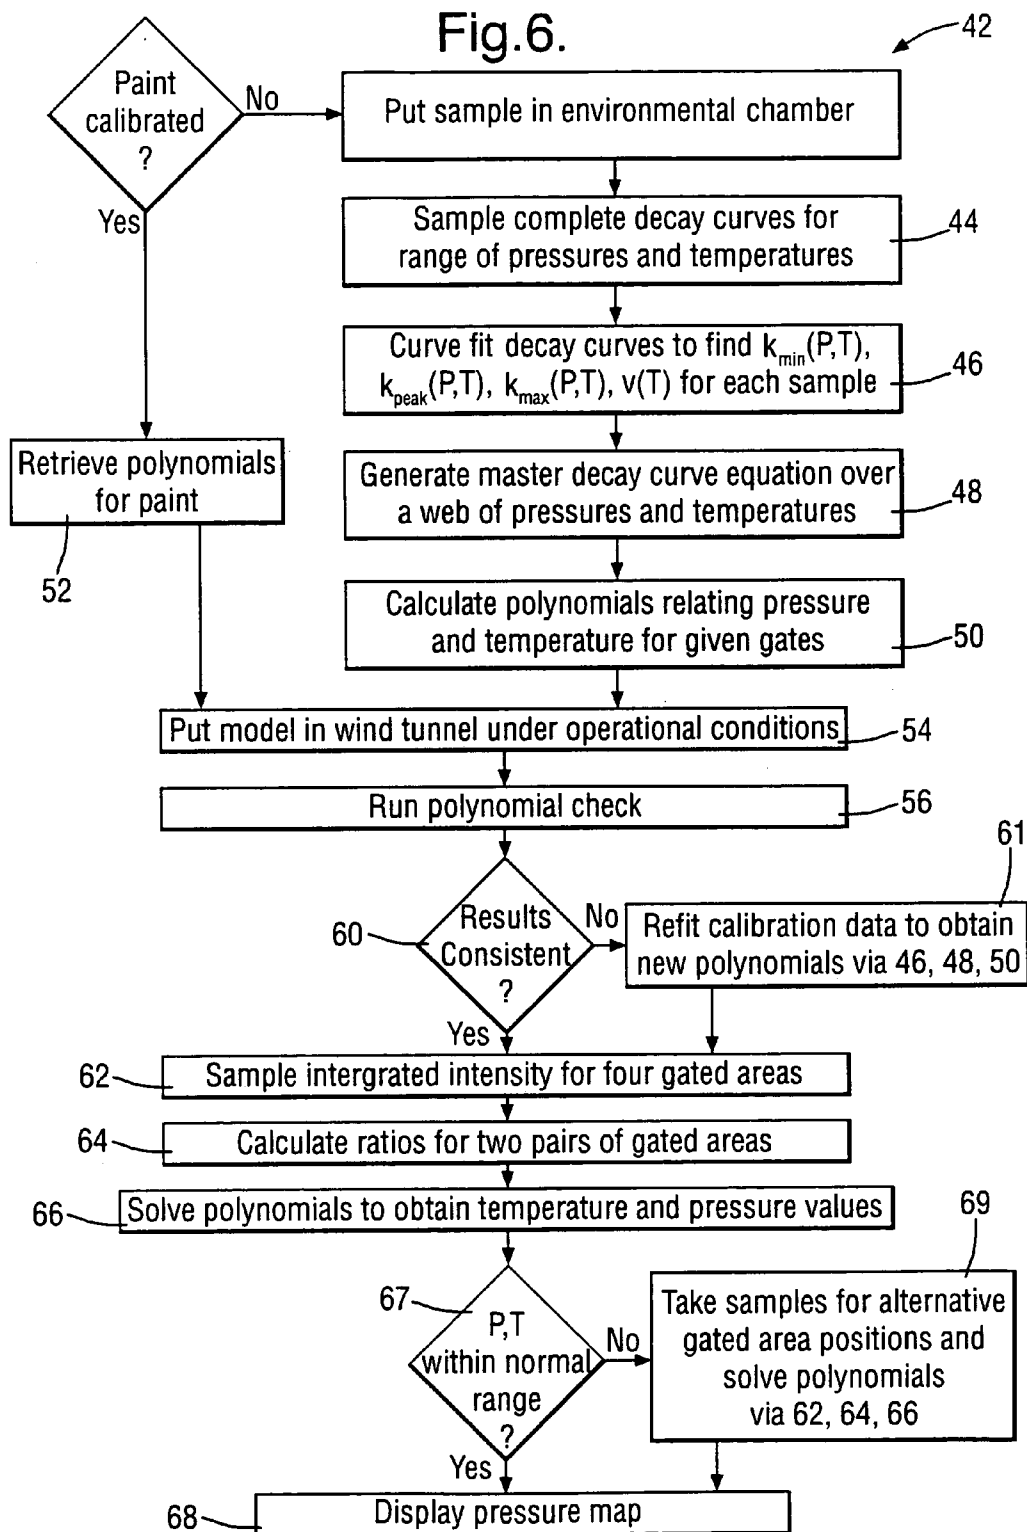 Fig.6.
42
Paint
calibrated
?
No
Yes
Put sample in environmental chamber
Sample complete decay curves for
range of pressures and temperatures
44
Curve fit decay curves to find kmin(P,T),
kpeak(P,T), kmax(P,T), v(T) for each sample
46
Retrieve polynomials
for paint
52
Generate master decay curve equation over
a web of pressures and temperatures
48
Calculate polynomials relating pressure
and temperature for given gates
50
Put model in wind tunnel under operational conditions
54
Run polynomial check
56
60
Results
Consistent
?
No
Yes
61
Refit calibration data to obtain
new polynomials via 46, 48, 50
62
Sample intergrated intensity for four gated areas
64
Calculate ratios for two pairs of gated areas
66
Solve polynomials to obtain temperature and pressure values
67
P,T
within normal
range
?
No
Yes
69
Take samples for alternative
gated area positions and
solve polynomials
via 62, 64, 66
68
Display pressure map